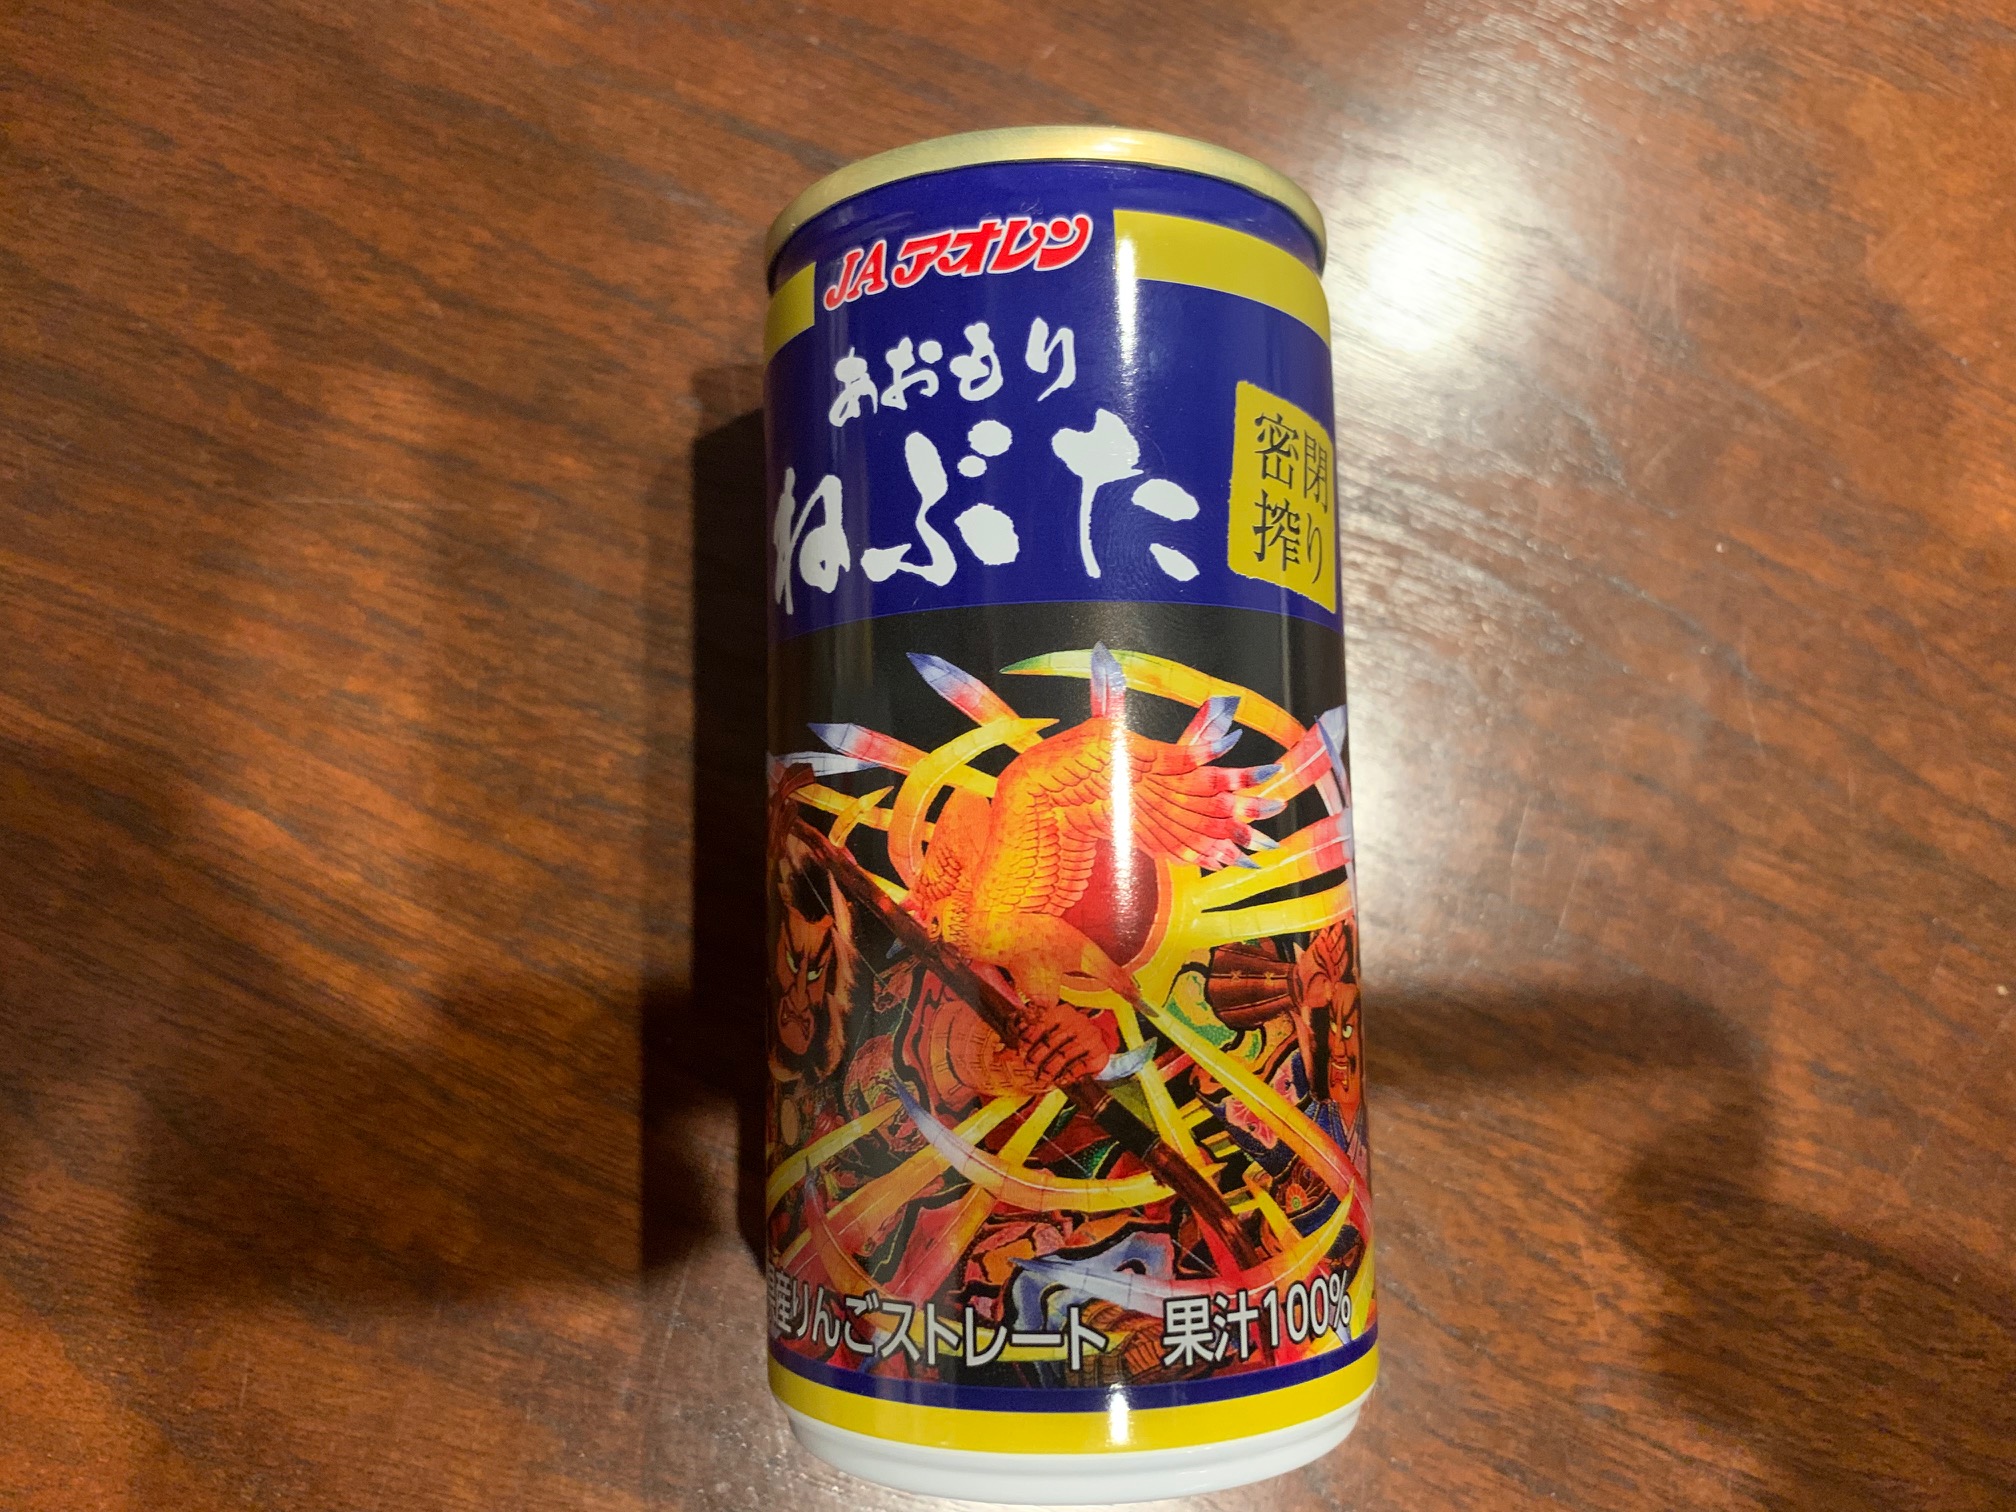 JAアオレン
あおもり
ねぶた
密閉
搾り
県産りんごストレート 果汁100%